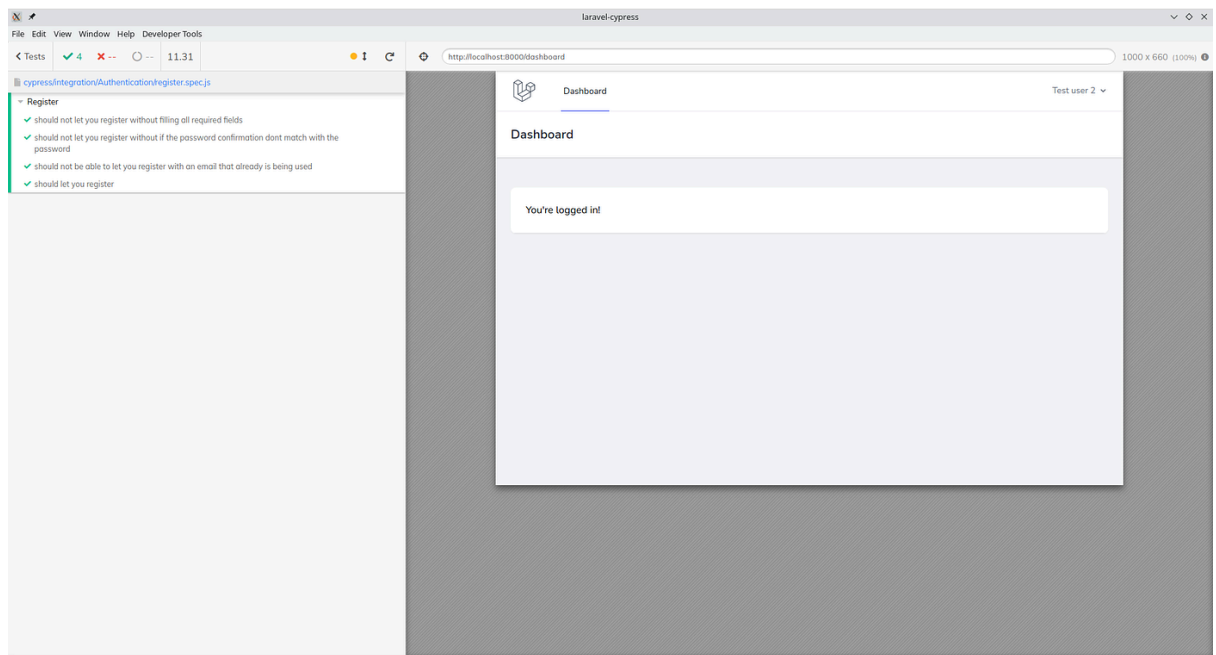 laravel-cypress
File Edit View Window Help Developer Tools
Tests 4 -- -- 11.31
http://localhost:8000/dashboard
1000 x 660 (100%)
cypress/integration/Authentication/register.spec.js
Register
should not let you register without filling all required fields
should not let you register without if the password confirmation dont match with the
password
should not be able to let you register with an email that already is being used
should let you register
Dashboard
Test user 2
Dashboard
You're logged in!